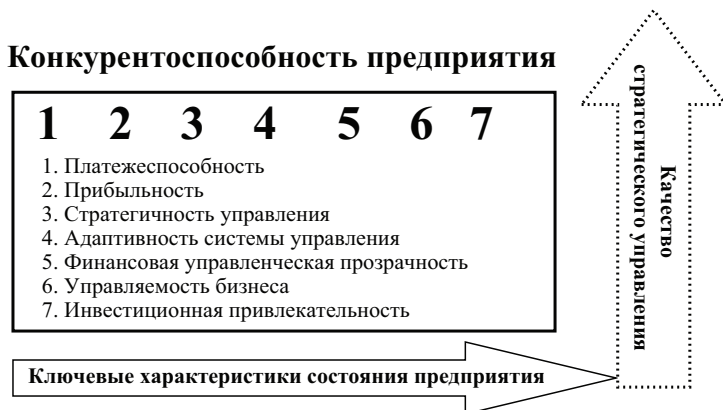 Конкурентоспособность предприятия
1 2 3 4 5 6 7
1. Платежеспособность
2. Прибыльность
3. Стратегичность управления
4. Адаптивность системы управления
5. Финансовая управленческая прозрачность
6. Управляемость бизнеса
7. Инвестиционная привлекательность
Ключевые характеристики состояния предприятия
Качество
стратегического управления